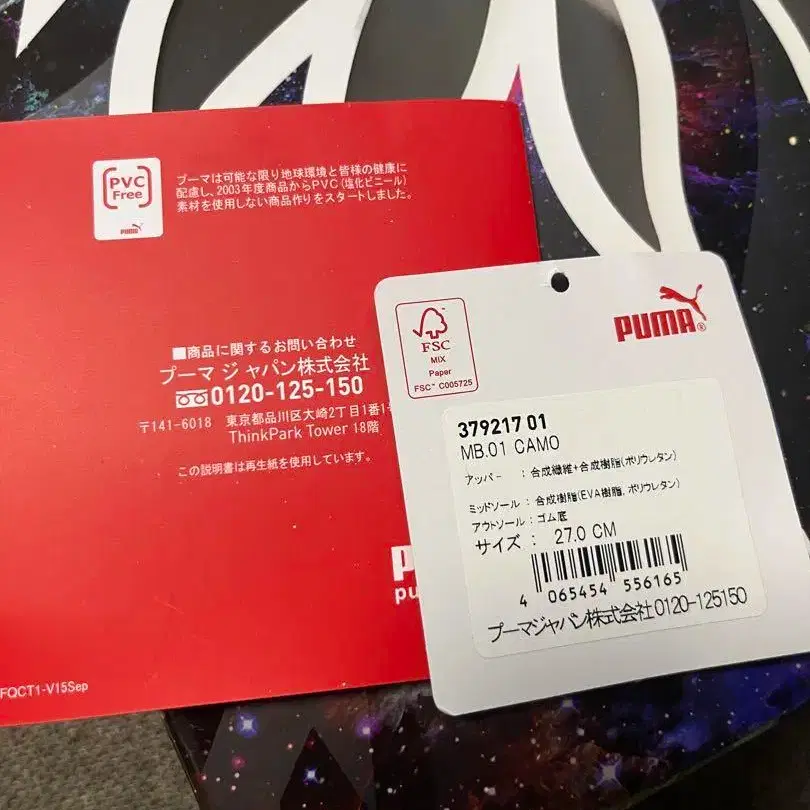 PVC
Free
PUMA
プーマは可能な限り地球環境と皆様の健康に
配慮し、2003年度商品からPVC(塩化ビニール)
素材を使用しない商品作りをスタートしました。
■商品に関するお問い合わせ
プーマ ジャパン株式会社
0120-125-150
〒141-6018 東京都品川区大崎2丁目1番1
ThinkPark Tower 18階
この説明書は再生紙を使用しています。
FQCT1-V15Sep
FSC
MIX
Paper
FSC™ C005725
PUMA®
379217 01
MB.01 CAMO
アッパー : 合成繊維+合成樹脂(ポリウレタン)
ミッドソール : 合成樹脂(EVA樹脂, ポリウレタン)
アウトソール : ゴム底
サイズ : 27.0 CM
4 065454 556165
プーマジャパン株式会社0120-125150